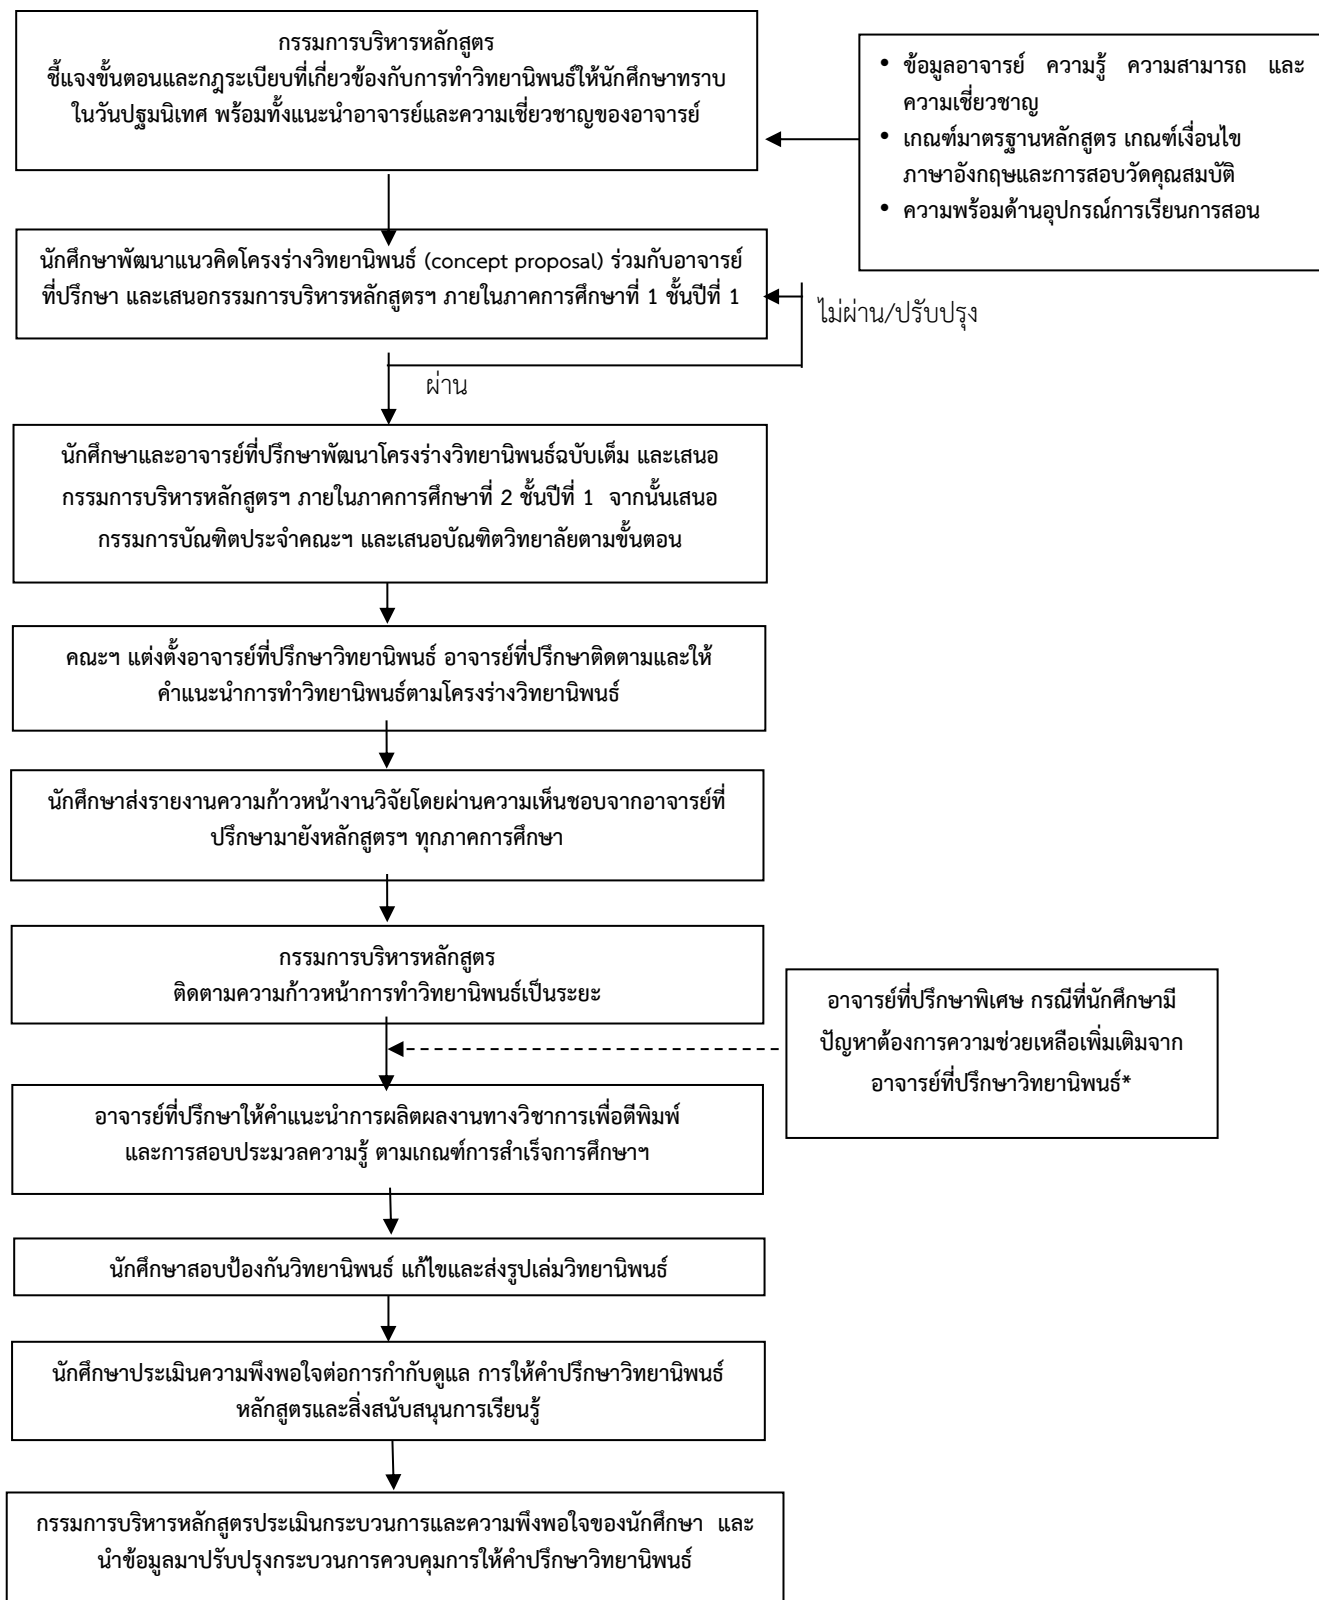 กรรมการบริหารหลักสูตร
ชี้แจงขั้นตอนและกฎระเบียบที่เกี่ยวข้องกับการทำวิทยานิพนธ์ให้นักศึกษาทราบ
ในวันปฐมนิเทศ พร้อมทั้งแนะนำอาจารย์และความเชี่ยวชาญของอาจารย์
• ข้อมูลอาจารย์ ความรู้ ความสามารถ และ
ความเชี่ยวชาญ
• เกณฑ์มาตรฐานหลักสูตร เกณฑ์เงื่อนไข
ภาษาอังกฤษและการสอบวัดคุณสมบัติ
• ความพร้อมด้านอุปกรณ์การเรียนการสอน
นักศึกษาพัฒนาแนวคิดโครงร่างวิทยานิพนธ์ (concept proposal) ร่วมกับอาจารย์
ที่ปรึกษา และเสนอกรรมการบริหารหลักสูตรฯ ภายในภาคการศึกษาที่ 1 ชั้นปีที่ 1
ไม่ผ่าน/ปรับปรุง
ผ่าน
นักศึกษาและอาจารย์ที่ปรึกษาพัฒนาโครงร่างวิทยานิพนธ์ฉบับเต็ม และเสนอ
กรรมการบริหารหลักสูตรฯ ภายในภาคการศึกษาที่ 2 ชั้นปีที่ 1 จากนั้นเสนอ
กรรมการบัณฑิตประจำคณะฯ และเสนอบัณฑิตวิทยาลัยตามขั้นตอน
คณะฯ แต่งตั้งอาจารย์ที่ปรึกษาวิทยานิพนธ์ อาจารย์ที่ปรึกษาติดตามและให้
คำแนะนำการทำวิทยานิพนธ์ตามโครงร่างวิทยานิพนธ์
นักศึกษาส่งรายงานความก้าวหน้างานวิจัยโดยผ่านความเห็นชอบจากอาจารย์ที่
ปรึกษามายังหลักสูตรฯ ทุกภาคการศึกษา
กรรมการบริหารหลักสูตร
ติดตามความก้าวหน้าการทำวิทยานิพนธ์เป็นระยะ
อาจารย์ที่ปรึกษาพิเศษ กรณีที่นักศึกษามี
ปัญหาต้องการความช่วยเหลือเพิ่มเติมจาก
อาจารย์ที่ปรึกษาวิทยานิพนธ์*
อาจารย์ที่ปรึกษาให้คำแนะนำการผลิตผลงานทางวิชาการเพื่อตีพิมพ์
และการสอบประมวลความรู้ ตามเกณฑ์การสำเร็จการศึกษาฯ
นักศึกษาสอบป้องกันวิทยานิพนธ์ แก้ไขและส่งรูปเล่มวิทยานิพนธ์
นักศึกษาประเมินความพึงพอใจต่อการกำกับดูแล การให้คำปรึกษาวิทยานิพนธ์
หลักสูตรและสิ่งสนับสนุนการเรียนรู้
กรรมการบริหารหลักสูตรประเมินกระบวนการและความพึงพอใจของนักศึกษา และ
นำข้อมูลมาปรับปรุงกระบวนการควบคุมการให้คำปรึกษาวิทยานิพนธ์